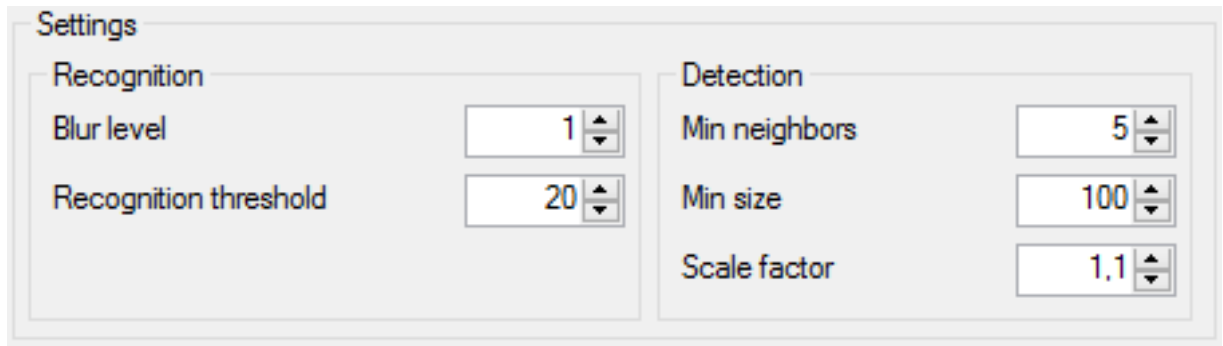 Settings
Recognition
Blur level 1
Recognition threshold 20
Detection
Min neighbors 5
Min size 100
Scale factor 1,1